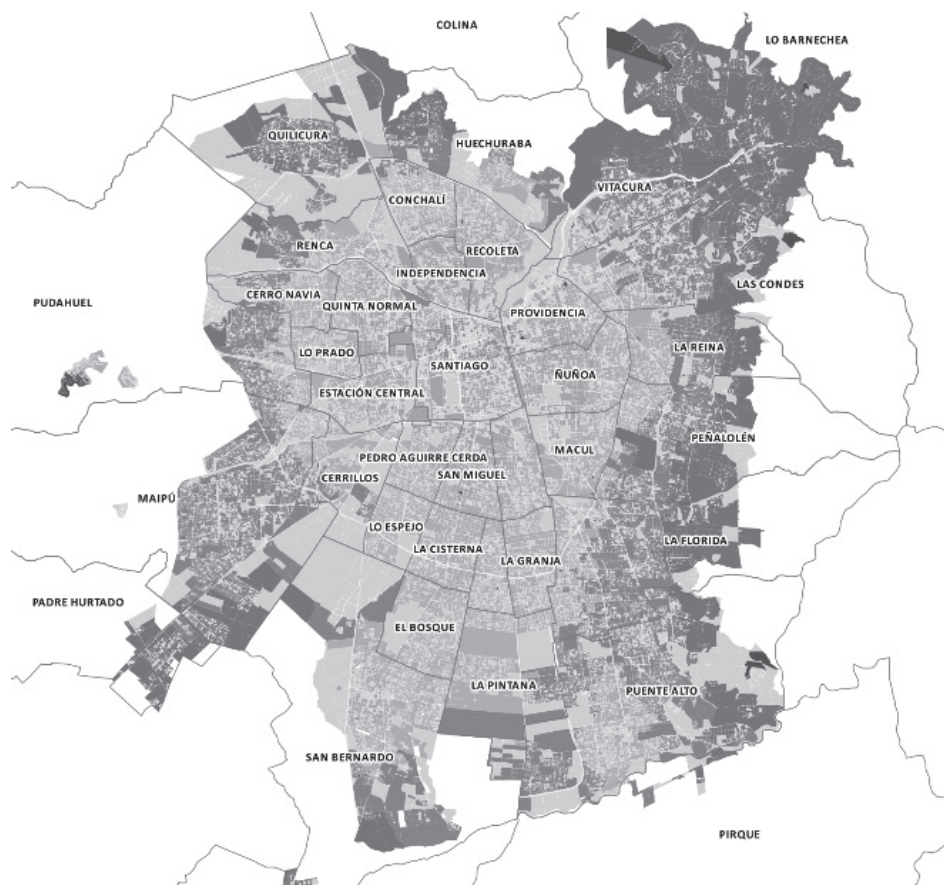 COLINA
LO BARNECHEA
QUILICURA
HUECHURABA
VITACURA
CONCHALÍ
RENCA
RECOLETA
INDEPENDENCIA
LAS CONDES
CERRO NAVIA
PUDAHUEL
QUINTA NORMAL
PROVIDENCIA
LA REINA
LO PRADO
SANTIAGO
ÑUÑOA
ESTACIÓN CENTRAL
PEÑALOLÉN
MACUL
PEDRO AGUIRRE CERDA
SAN MIGUEL
CERRILLOS
MAIPÚ
LO ESPEJO
LA FLORIDA
LA CISTERNA
LA GRANJA
PADRE HURTADO
EL BOSQUE
LA PINTANA
PUENTE ALTO
SAN BERNARDO
PIRQUE